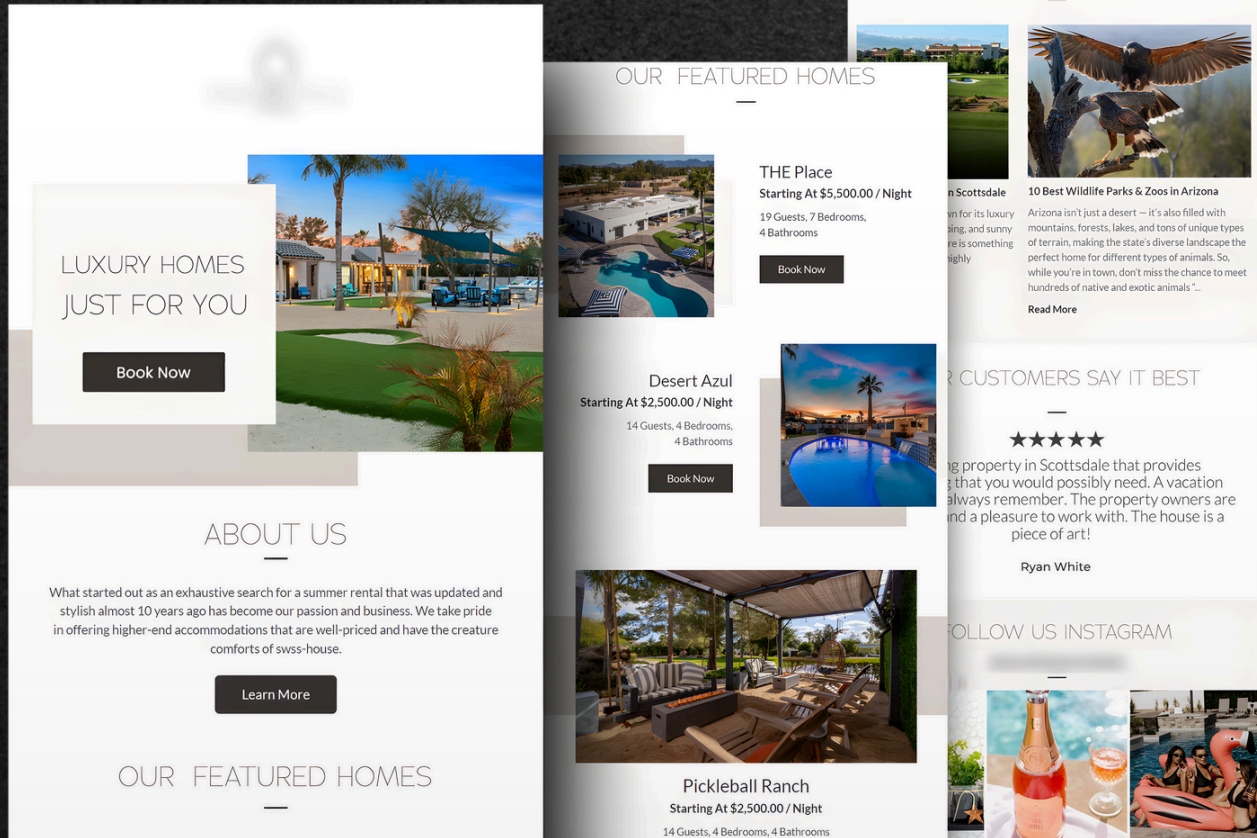 LUXURY HOMES
JUST FOR YOU
Book Now
ABOUT US
What started out as an exhaustive search for a summer rental that was updated and
stylish almost 10 years ago has become our passion and business. We take pride
in offering higher-end accommodations that are well-priced and have the creature
comforts of swss-house.
Learn More
OUR FEATURED HOMES
OUR FEATURED HOMES
THE Place
Starting At $5,500.00 / Night
19 Guests, 7 Bedrooms,
4 Bathrooms
Book Now
Desert Azul
Starting At $2,500.00 / Night
14 Guests, 4 Bedrooms,
4 Bathrooms
Book Now
Pickleball Ranch
Starting At $2,500.00 / Night
14 Guests, 4 Bedrooms, 4 Bathrooms
Scottsdale
for its luxury
and sunny
is something
10 Best Wildlife Parks & Zoos in Arizona
Arizona isn't just a desert — it's also filled with
mountains, forests, lakes, and tons of unique types
of terrain, making the state's diverse landscape the
perfect home for different types of animals. So,
while you're in town, don't miss the chance to meet
hundreds of native and exotic animals "...
Read More
CUSTOMERS SAY IT BEST
property in Scottsdale that provides
that you would possibly need. A vacation
always remember. The property owners are
and a pleasure to work with. The house is a
piece of art!
Ryan White
FOLLOW US INSTAGRAM